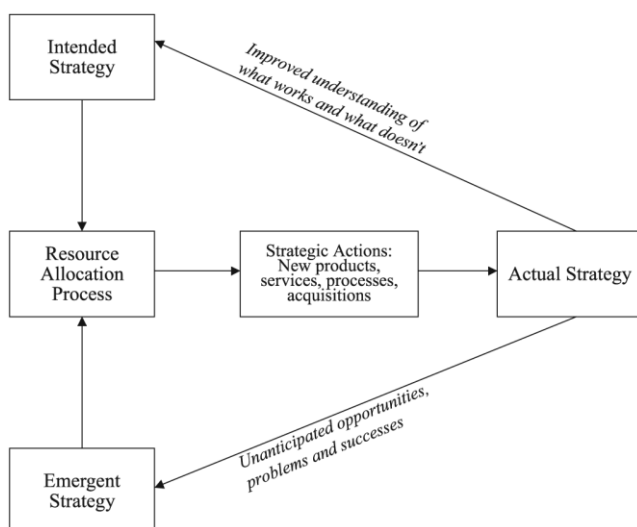 Intended
Strategy
Improved understanding of
what works and what doesn't
Resource
Allocation
Process
Strategic Actions:
New products,
services, processes,
acquisitions
Actual Strategy
Unanticipated opportunities,
problems and successes
Emergent
Strategy